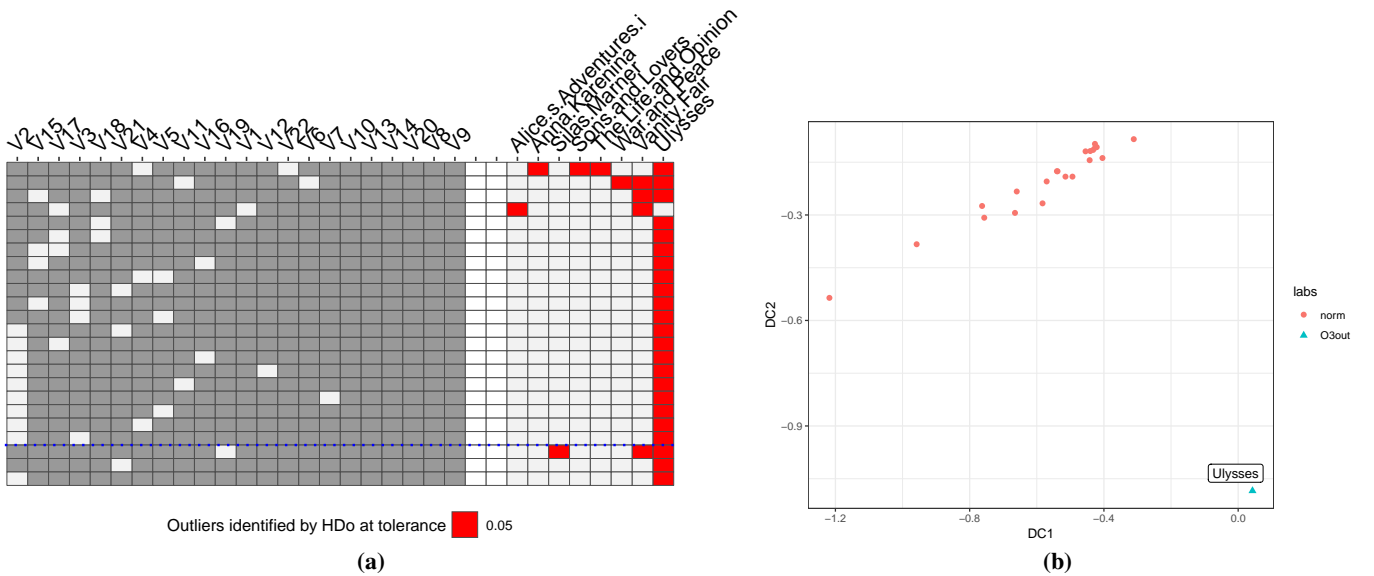 V2
V15
V17
V3
V18
V21
V4
V5
V11
V16
V19
V1
V12
V22
V6
V7
V10
V13
V14
V20
V8
V9
Alice.s.Adventures.i
Anna.Karenina
Silas.Marner
Sons.and.Lovers
The.Life.and.Opinion
War.and.Peace
Vanity.Fair
Ulysses
Outliers identified by HDo at tolerance 0.05
(a)
DC2
−0.3
−0.6
−0.9
Ulysses
−1.2 −0.8 −0.4 0.0
DC1
labs
norm
O3out
(b)